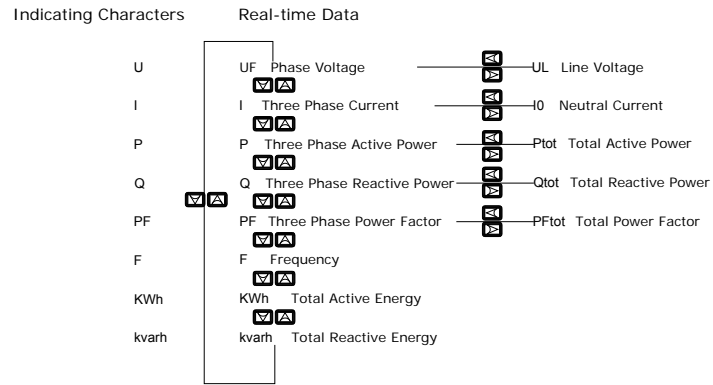 Indicating Characters Real-time Data
U UF Phase Voltage UL Line Voltage
I I Three Phase Current I0 Neutral Current
P P Three Phase Active Power Ptot Total Active Power
Q Q Three Phase Reactive Power Qtot Total Reactive Power
PF PF Three Phase Power Factor PFtot Total Power Factor
F F Frequency
KWh KWh Total Active Energy
kvarh kvarh Total Reactive Energy